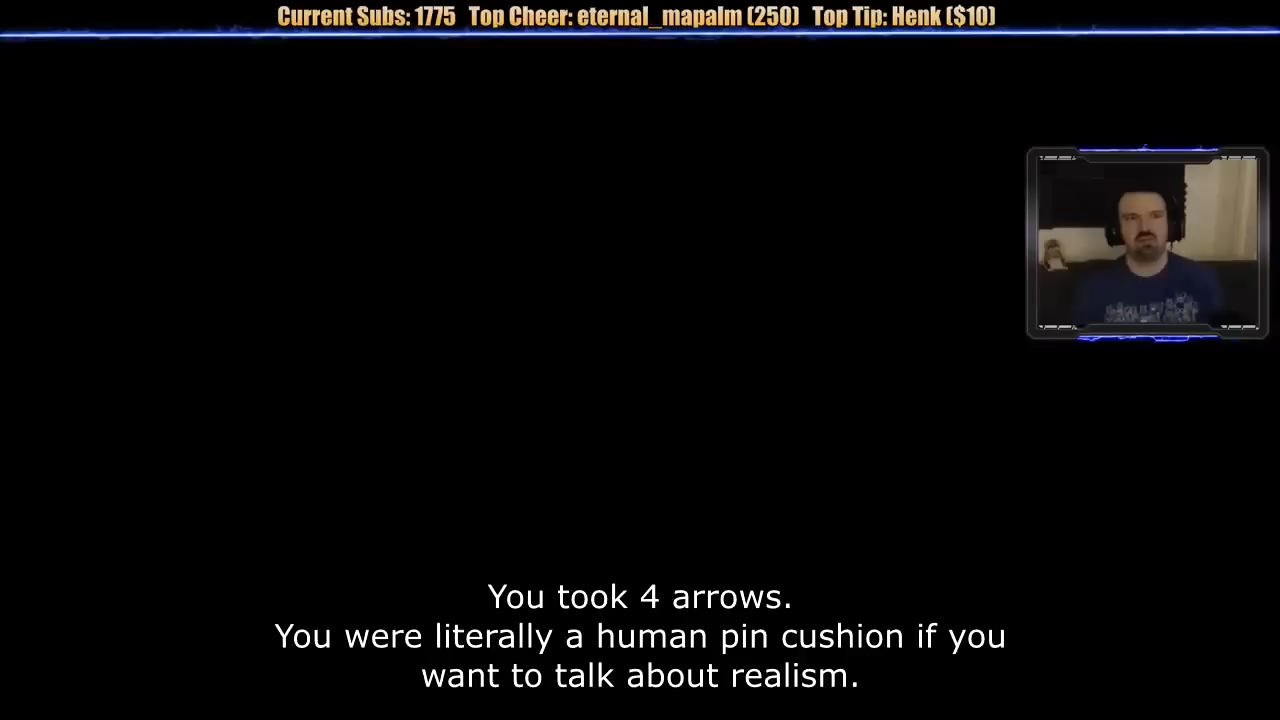 Current Subs: 1775 Top Cheer: eternal_mapalm (250) Top Tip: Henk ($10)
You took 4 arrows.
You were literally a human pin cushion if you
want to talk about realism.